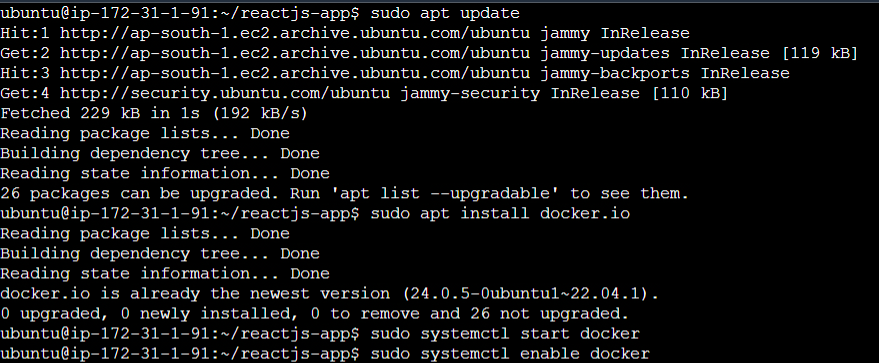 ubuntu@ip-172-31-1-91:~/reactjs-app$ sudo apt update
Hit:1 http://ap-south-1.ec2.archive.ubuntu.com/ubuntu jammy InRelease
Get:2 http://ap-south-1.ec2.archive.ubuntu.com/ubuntu jammy-updates InRelease [119 kB]
Hit:3 http://ap-south-1.ec2.archive.ubuntu.com/ubuntu jammy-backports InRelease
Get:4 http://security.ubuntu.com/ubuntu jammy-security InRelease [110 kB]
Fetched 229 kB in 1s (192 kB/s)
Reading package lists... Done
Building dependency tree... Done
Reading state information... Done
26 packages can be upgraded. Run 'apt list --upgradable' to see them.
ubuntu@ip-172-31-1-91:~/reactjs-app$ sudo apt install docker.io
Reading package lists... Done
Building dependency tree... Done
Reading state information... Done
docker.io is already the newest version (24.0.5-0ubuntu1~22.04.1).
0 upgraded, 0 newly installed, 0 to remove and 26 not upgraded.
ubuntu@ip-172-31-1-91:~/reactjs-app$ sudo systemctl start docker
ubuntu@ip-172-31-1-91:~/reactjs-app$ sudo systemctl enable docker